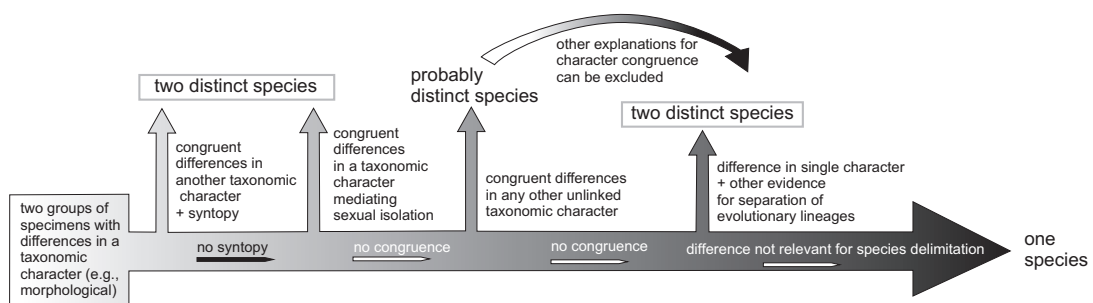 two groups of
specimens with
differences in a
taxonomic
character (e.g.,
morphological)
two distinct species
congruent
differences in
another taxonomic
character
+ syntopy
no syntopy
congruent
differences
in a taxonomic
character
mediating
sexual isolation
no congruence
probably
distinct species
congruent differences
in any other unlinked
taxonomic character
no congruence
other explanations for
character congruence
can be excluded
two distinct species
difference in single character
+ other evidence
for separation of
evolutionary lineages
difference not relevant for species delimitation
one
species